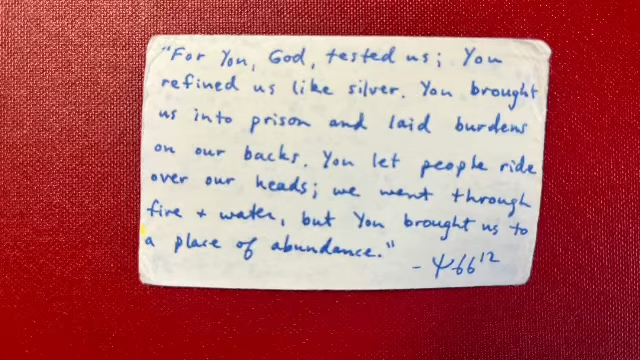 "For You, God, tested us; You
refined us like silver. You brought
us into prison and laid burdens
on our backs. You let people ride
over our heads; we went through
fire + water, but You brought us to
a place of abundance."
- Ψ66¹²